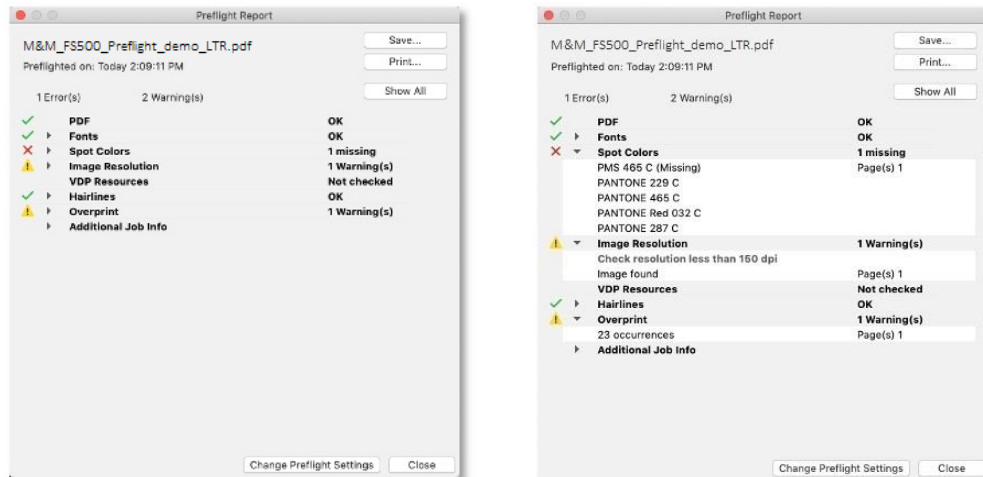 Preflight Report
M&M_FS500_Preflight_demo_LTR.pdf
Save...
Preflighted on: Today 2:09:11 PM
Print...
1 Error(s) 2 Warning(s)
Show All
PDF OK
Fonts OK
Spot Colors 1 missing
Image Resolution 1 Warning(s)
VDP Resources Not checked
Hairlines OK
Overprint 1 Warning(s)
Additional Job Info
Change Preflight Settings Close
Preflight Report
M&M_FS500_Preflight_demo_LTR.pdf
Save...
Preflighted on: Today 2:09:11 PM
Print...
1 Error(s) 2 Warning(s)
Show All
PDF OK
Fonts OK
Spot Colors 1 missing
PMS 465 C (Missing) Page(s) 1
PANTONE 229 C
PANTONE 465 C
PANTONE Red 032 C
PANTONE 287 C
Image Resolution 1 Warning(s)
Check resolution less than 150 dpi
Image found Page(s) 1
VDP Resources Not checked
Hairlines OK
Overprint 1 Warning(s)
23 occurrences Page(s) 1
Additional Job Info
Change Preflight Settings Close